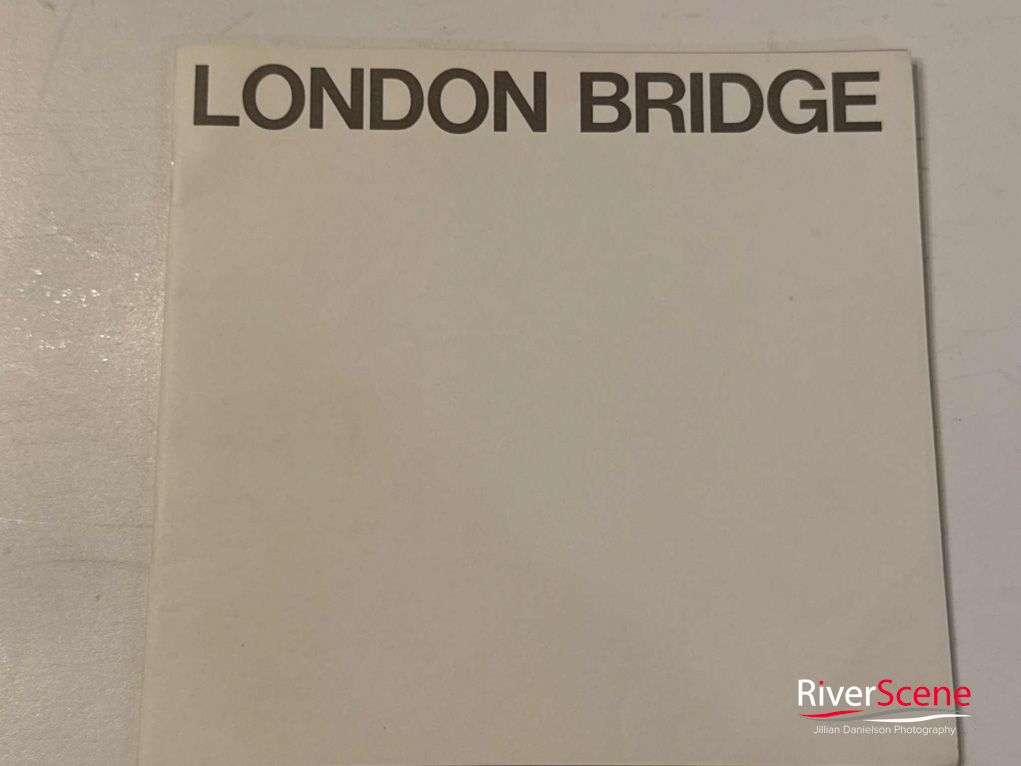 LONDON BRIDGE
RiverScene
Jillian Danielson Photography